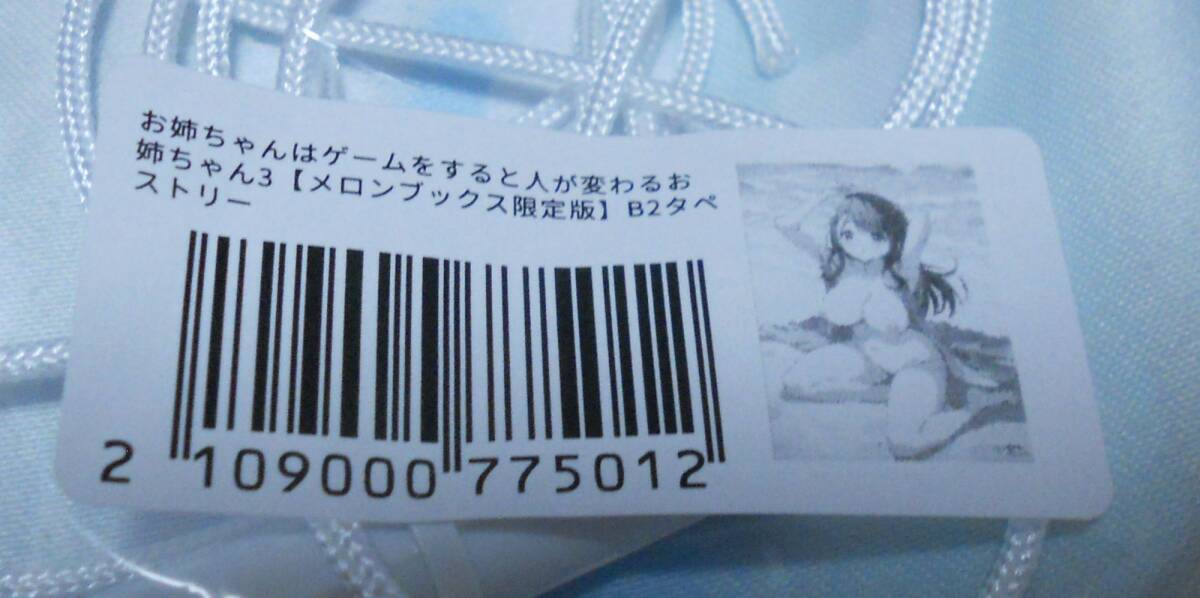 お姉ちゃんはゲームをすると人が変わるお
姉ちゃん3【メロンブックス限定版】B2タペ
ストリー
2 109000 775012